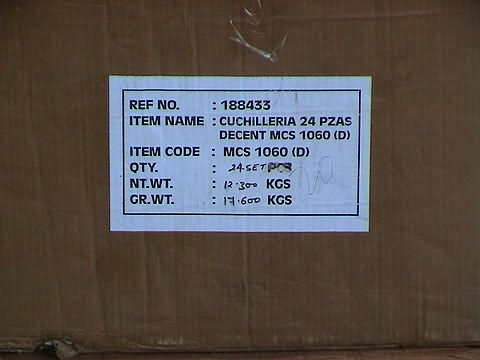 REF NO. : 188433
ITEM NAME : CUCHILLERIA 24 PZAS
DECENT MCS 1060 (D)
ITEM CODE : MCS 1060 (D)
QTY. : 24 SET
NT.WT. : 12.300 KGS
GR.WT. : 17.600 KGS